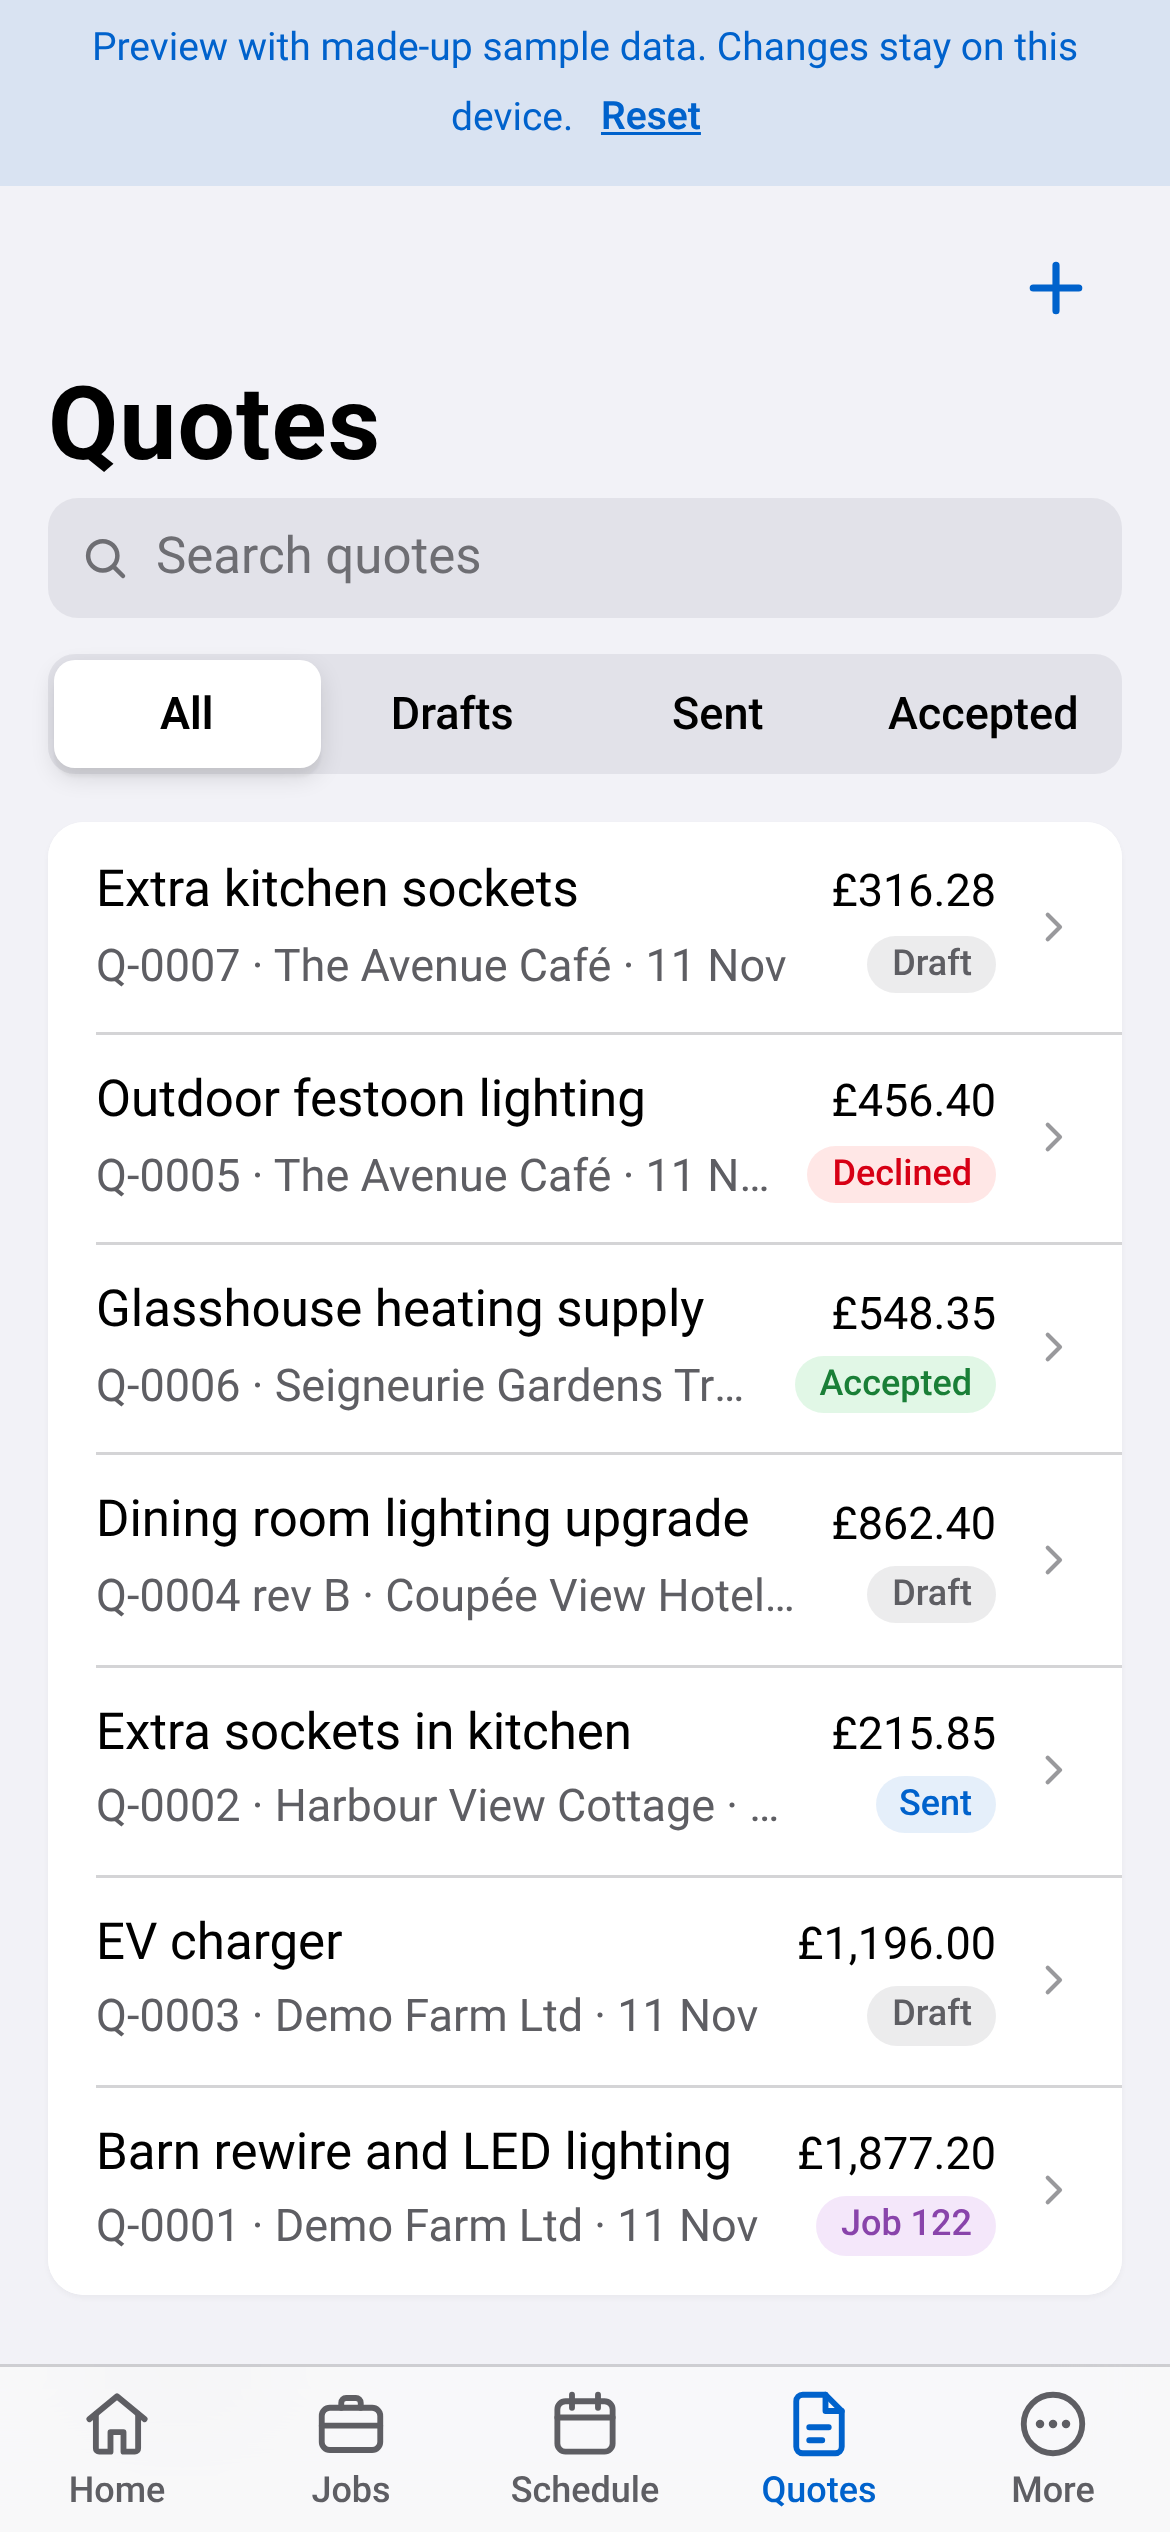 Preview with made-up sample data. Changes stay on this
device. Reset
Quotes
Search quotes
All Drafts Sent Accepted
Extra kitchen sockets £316.28
Q-0007 · The Avenue Café · 11 Nov Draft
Outdoor festoon lighting £456.40
Q-0005 · The Avenue Café · 11 N... Declined
Glasshouse heating supply £548.35
Q-0006 · Seigneurie Gardens Tr... Accepted
Dining room lighting upgrade £862.40
Q-0004 rev B · Coupée View Hotel... Draft
Extra sockets in kitchen £215.85
Q-0002 · Harbour View Cottage · ... Sent
EV charger £1,196.00
Q-0003 · Demo Farm Ltd · 11 Nov Draft
Barn rewire and LED lighting £1,877.20
Q-0001 · Demo Farm Ltd · 11 Nov Job 122
Home Jobs Schedule Quotes More